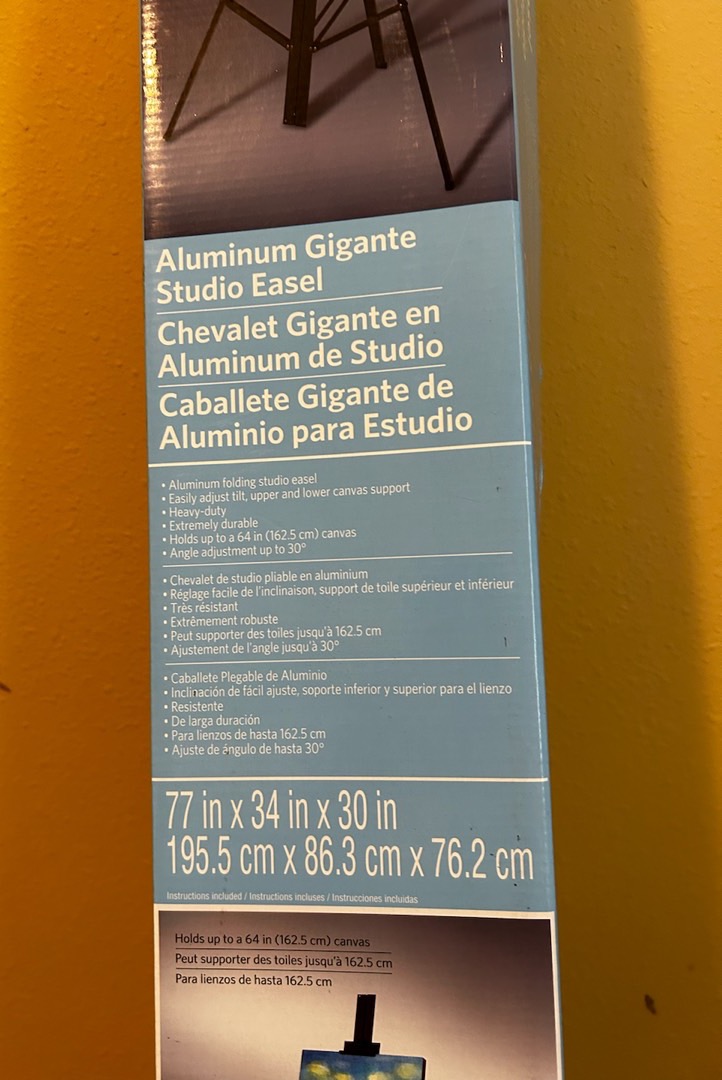 Aluminum Gigante
Studio Easel
Chevalet Gigante en
Aluminum de Studio
Caballete Gigante de
Aluminio para Estudio
• Aluminum folding studio easel
• Easily adjust tilt, upper and lower canvas support
• Heavy-duty
• Extremely durable
• Holds up to a 64 in (162.5 cm) canvas
• Angle adjustment up to 30°
• Chevalet de studio pliable en aluminium
• Réglage facile de l'inclinaison, support de toile supérieur et inférieur
• Très résistant
• Extrêmement robuste
• Peut supporter des toiles jusqu'à 162.5 cm
• Ajustement de l'angle jusqu'à 30°
• Caballete Plegable de Aluminio
• Inclinación de fácil ajuste, soporte inferior y superior para el lienzo
• Resistente
• De larga duración
• Para lienzos de hasta 162.5 cm
• Ajuste de ángulo de hasta 30°
77 in x 34 in x 30 in
195.5 cm x 86.3 cm x 76.2 cm
Instructions included / Instructions incluses / Instrucciones incluidas
Holds up to a 64 in (162.5 cm) canvas
Peut supporter des toiles jusqu'à 162.5 cm
Para lienzos de hasta 162.5 cm